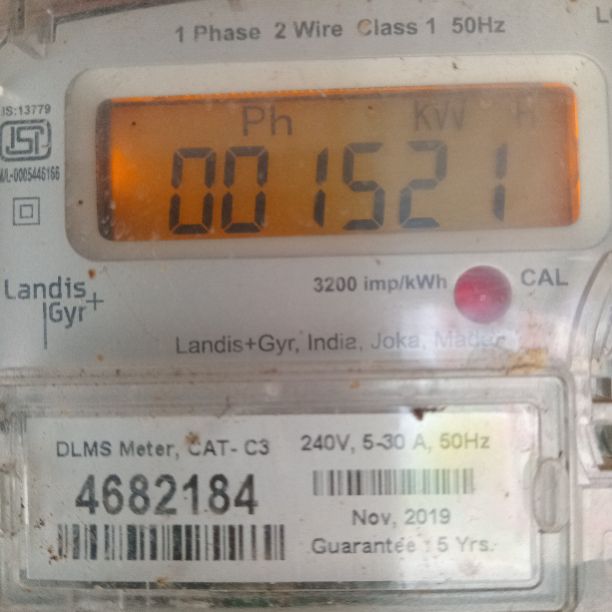 1 Phase 2 Wire Class 1 50Hz
IS:13779
Ph kW H
001521
3200 imp/kWh CAL
Landis
Gyr+
Landis+Gyr, India, Joka,
DLMS Meter, CAT- C3 240V, 5-30 A, 50Hz
4682184
Nov, 2019
Guarantee : 5 Yrs.